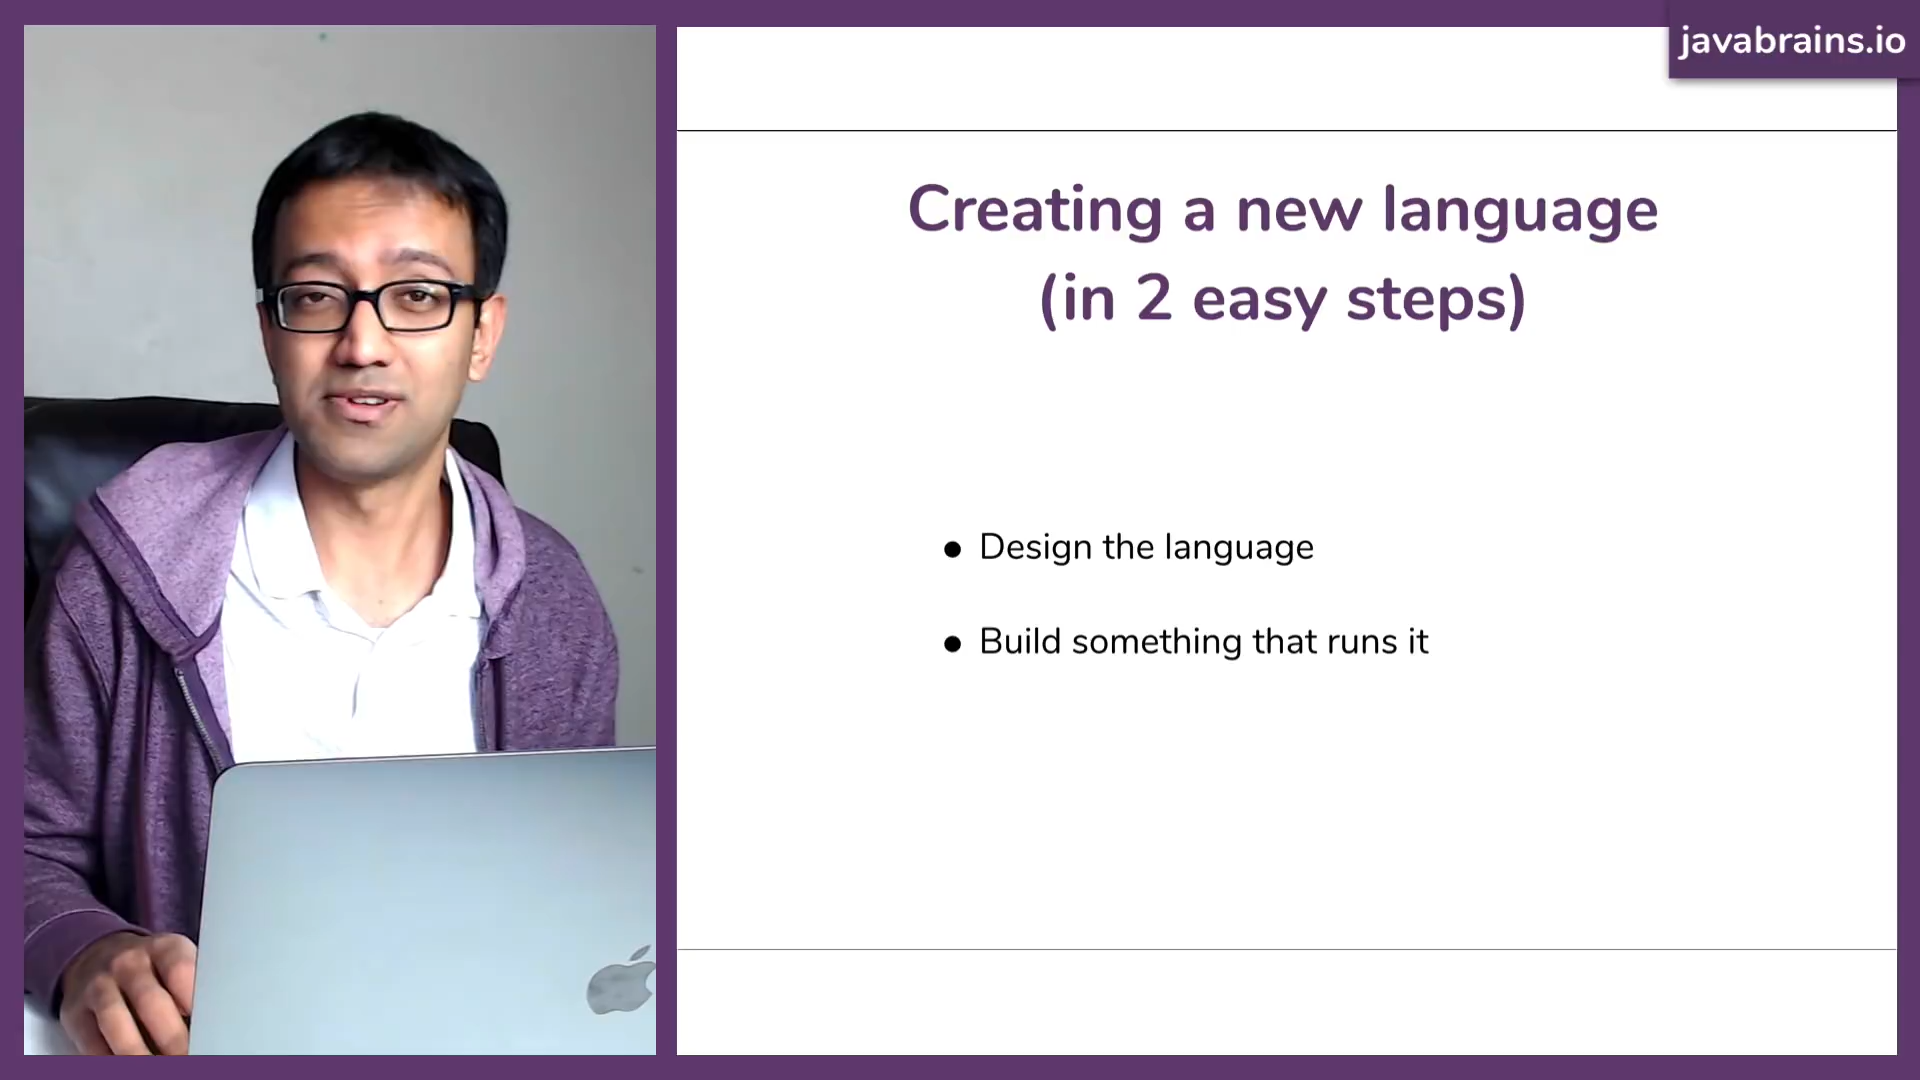 javabrains.io
Creating a new language
(in 2 easy steps)
● Design the language
● Build something that runs it